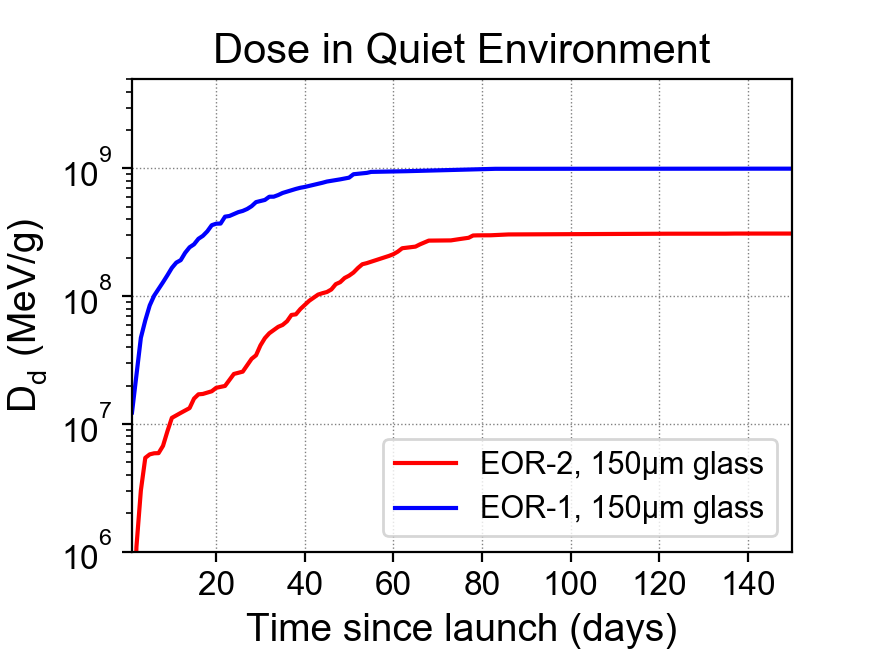 Dose in Quiet Environment
D_d (MeV/g)
10^9
10^8
10^7
10^6
EOR-2, 150µm glass
EOR-1, 150µm glass
20 40 60 80 100 120 140
Time since launch (days)